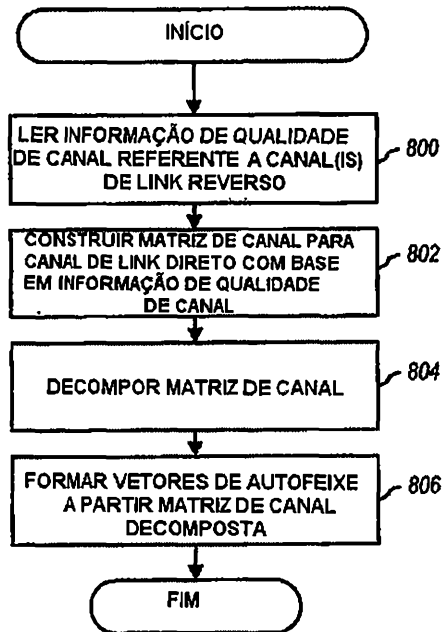 INÍCIO
LER INFORMAÇÃO DE QUALIDADE
DE CANAL REFERENTE A CANAL(IS)
DE LINK REVERSO
800
CONSTRUIR MATRIZ DE CANAL PARA
CANAL DE LINK DIRETO COM BASE
EM INFORMAÇÃO DE QUALIDADE
DE CANAL
802
DECOMPOR MATRIZ DE CANAL
804
FORMAR VETORES DE AUTOFEIXE
A PARTIR MATRIZ DE CANAL
DECOMPOSTA
806
FIM